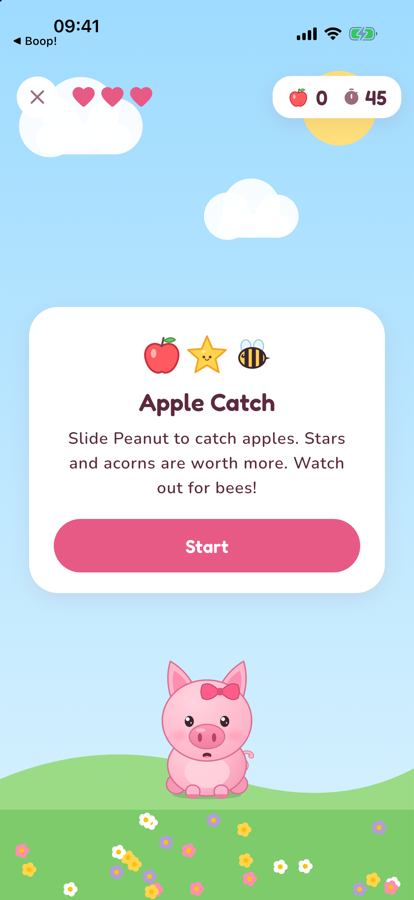 09:41
◀ Boop!
0 45
Apple Catch
Slide Peanut to catch apples. Stars
and acorns are worth more. Watch
out for bees!
Start